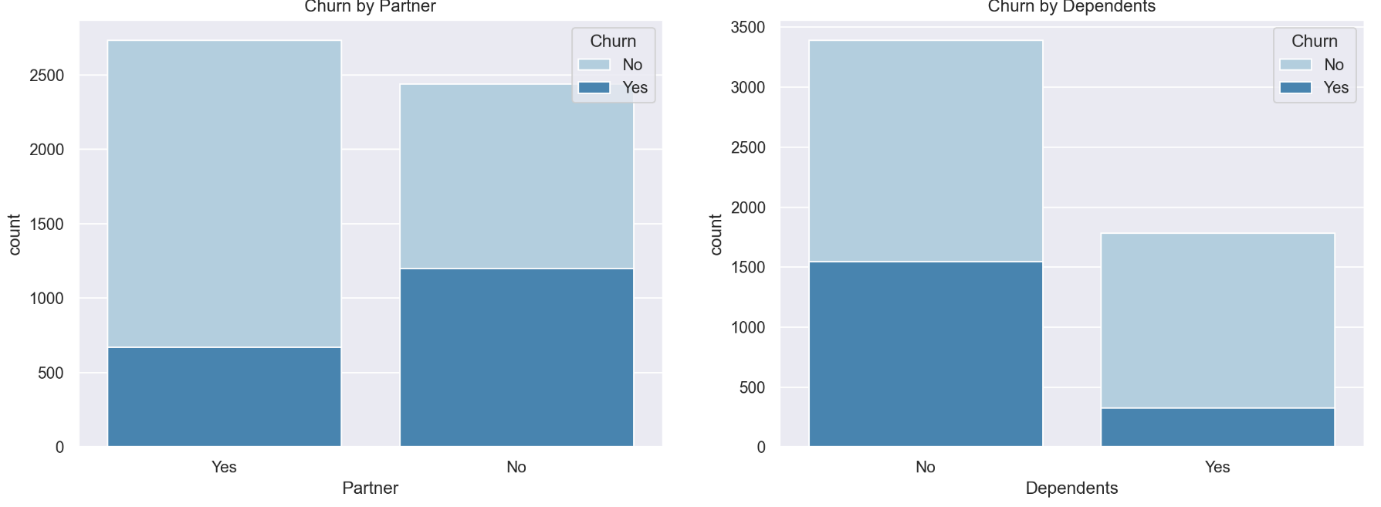 Churn by Partner
Churn
No
Yes
2500
2000
1500
1000
500
0
count
Yes
No
Partner
Churn by Dependents
Churn
No
Yes
3500
3000
2500
2000
1500
1000
500
0
count
No
Yes
Dependents